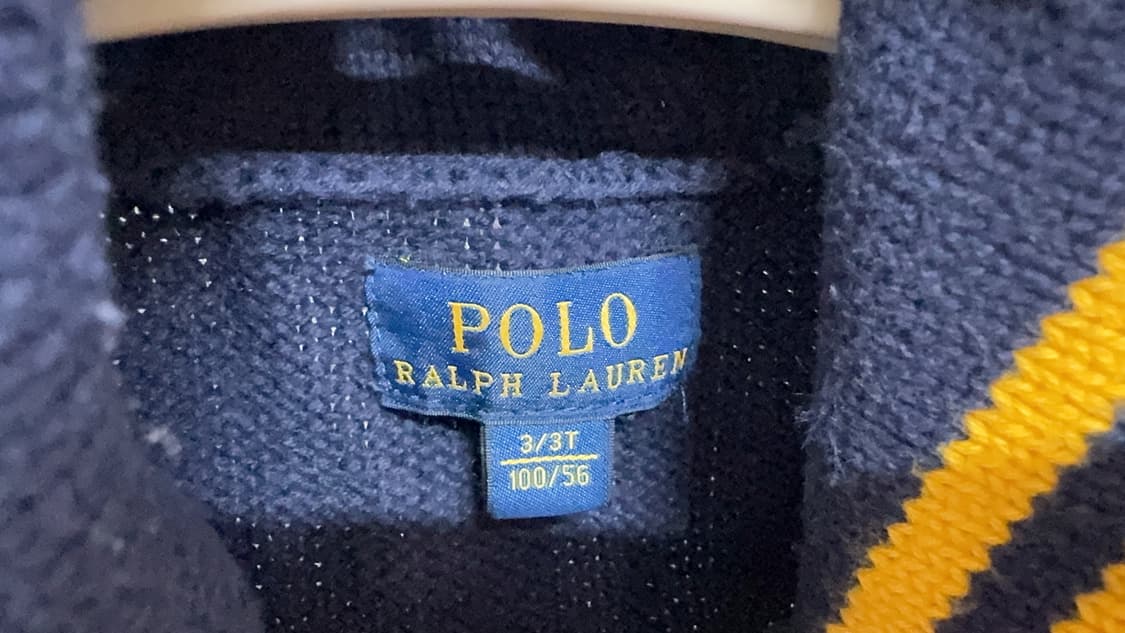 POLO
RALPH LAUREN
3/3T
100/56